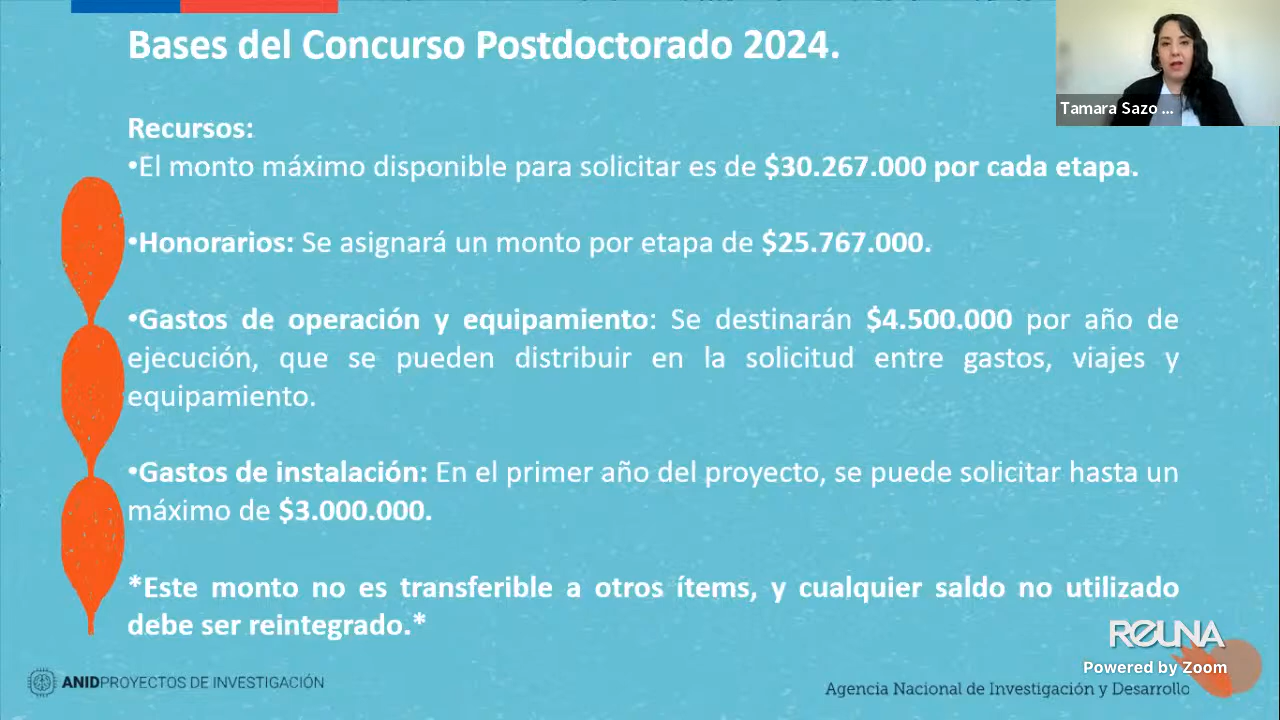 Bases del Concurso Postdoctorado 2024.
Tamara Sazo ...
Recursos:
•El monto máximo disponible para solicitar es de $30.267.000 por cada etapa.
•Honorarios: Se asignará un monto por etapa de $25.767.000.
•Gastos de operación y equipamiento: Se destinarán $4.500.000 por año de
ejecución, que se pueden distribuir en la solicitud entre gastos, viajes y
equipamiento.
•Gastos de instalación: En el primer año del proyecto, se puede solicitar hasta un
máximo de $3.000.000.
*Este monto no es transferible a otros ítems, y cualquier saldo no utilizado
debe ser reintegrado.*
REUNA
Powered by Zoom
ANIDPROYECTOS DE INVESTIGACIÓN
Agencia Nacional de Investigación y Desarrollo